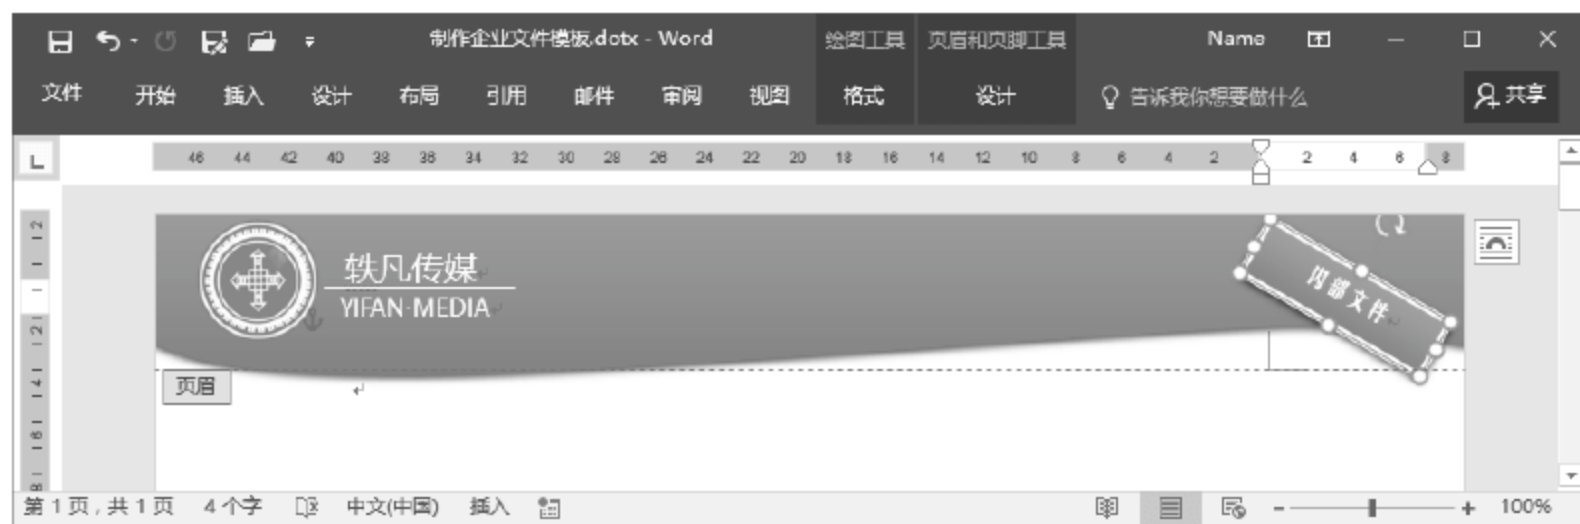 制作企业文件模板.dotx - Word 绘图工具 页眉和页脚工具 Name
文件 开始 插入 设计 布局 引用 邮件 审阅 视图 格式 设计 告诉我你想要做什么 共享
L 46 44 42 40 38 36 34 32 30 28 26 24 22 20 18 16 14 12 10 8 6 4 2 2 4 6 8
2
2
4
6
8
轶凡传媒
YIFAN-MEDIA
内部文件
页眉
第 1 页，共 1 页 4 个字 中文(中国) 插入 100%